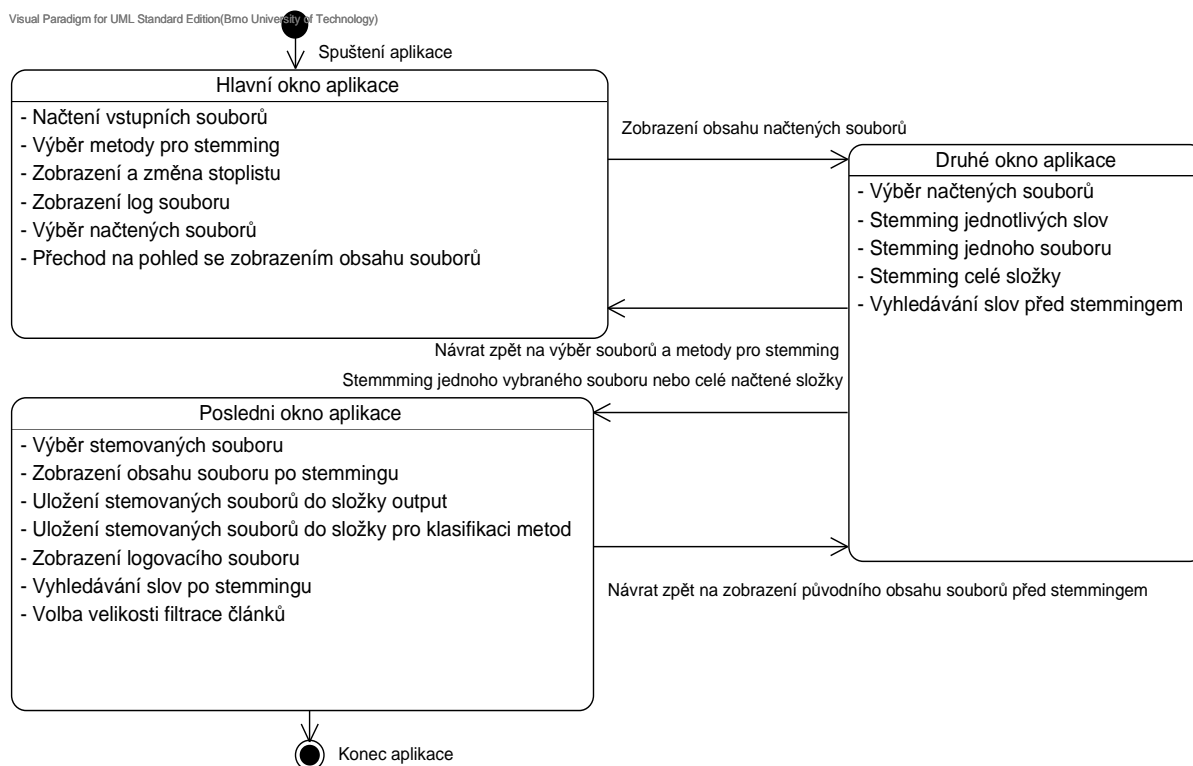 Visual Paradigm for UML Standard Edition(Brno University of Technology)
Spuštení aplikace
Hlavní okno aplikace
- Načtení vstupních souborů
- Výběr metody pro stemming
- Zobrazení a změna stoplistu
- Zobrazení log souboru
- Výběr načtených souborů
- Přechod na pohled se zobrazením obsahu souborů
Zobrazení obsahu načtených souborů
Druhé okno aplikace
- Výběr načtených souborů
- Stemming jednotlivých slov
- Stemming jednoho souboru
- Stemming celé složky
- Vyhledávání slov před stemmingem
Návrat zpět na výběr souborů a metody pro stemming
Stemmming jednoho vybraného souboru nebo celé načtené složky
Posledni okno aplikace
- Výběr stemovaných souboru
- Zobrazení obsahu souboru po stemmingu
- Uložení stemovaných souborů do složky output
- Uložení stemovaných souborů do složky pro klasifikaci metod
- Zobrazení logovacího souboru
- Vyhledávání slov po stemmingu
- Volba velikosti filtrace článků
Návrat zpět na zobrazení původního obsahu souborů před stemmingem
Konec aplikace